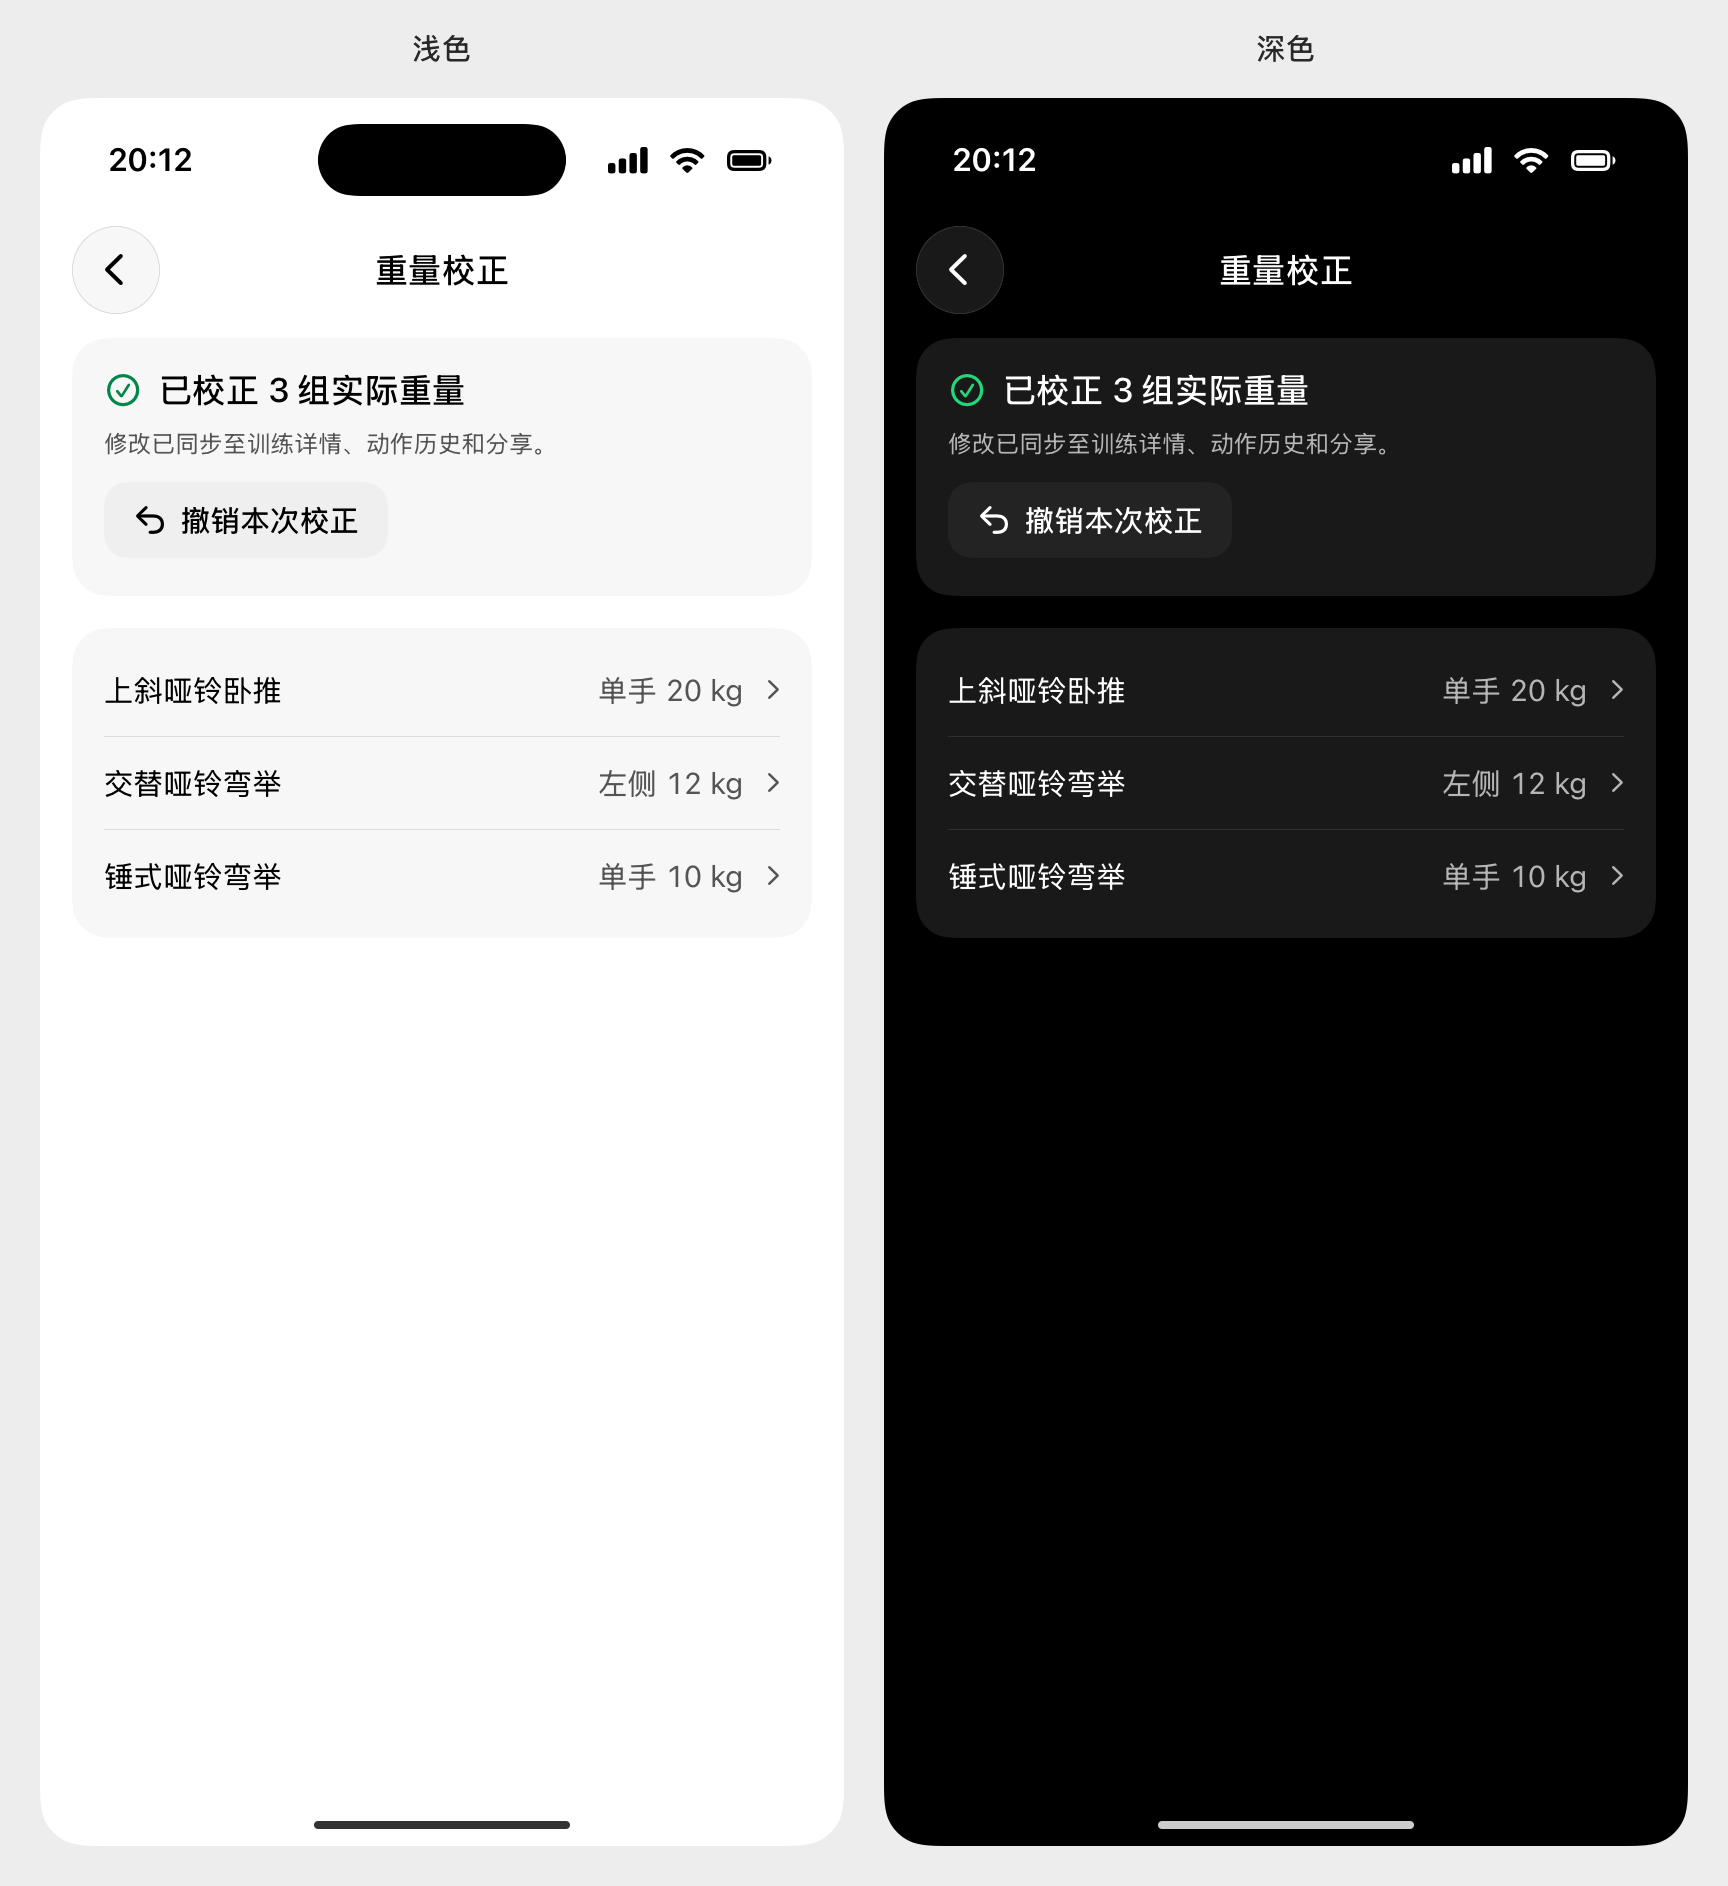 浅色
20:12
重量校正
已校正 3 组实际重量
修改已同步至训练详情、动作历史和分享。
撤销本次校正
上斜哑铃卧推 单手 20 kg
交替哑铃弯举 左侧 12 kg
锤式哑铃弯举 单手 10 kg
深色
20:12
重量校正
已校正 3 组实际重量
修改已同步至训练详情、动作历史和分享。
撤销本次校正
上斜哑铃卧推 单手 20 kg
交替哑铃弯举 左侧 12 kg
锤式哑铃弯举 单手 10 kg